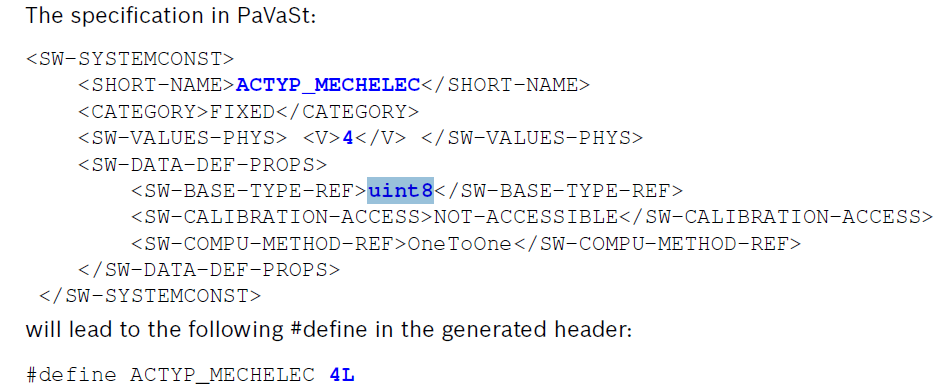 The specification in PaVaSt:
<SW-SYSTEMCONST>
<SHORT-NAME>ACTYP_MECHELEC</SHORT-NAME>
<CATEGORY>FIXED</CATEGORY>
<SW-VALUES-PHYS> <V>4</V> </SW-VALUES-PHYS>
<SW-DATA-DEF-PROPS>
<SW-BASE-TYPE-REF>uint8</SW-BASE-TYPE-REF>
<SW-CALIBRATION-ACCESS>NOT-ACCESSIBLE</SW-CALIBRATION-ACCESS>
<SW-COMPU-METHOD-REF>OneToOne</SW-COMPU-METHOD-REF>
</SW-DATA-DEF-PROPS>
</SW-SYSTEMCONST>
will lead to the following #define in the generated header:
#define ACTYP_MECHELEC 4L